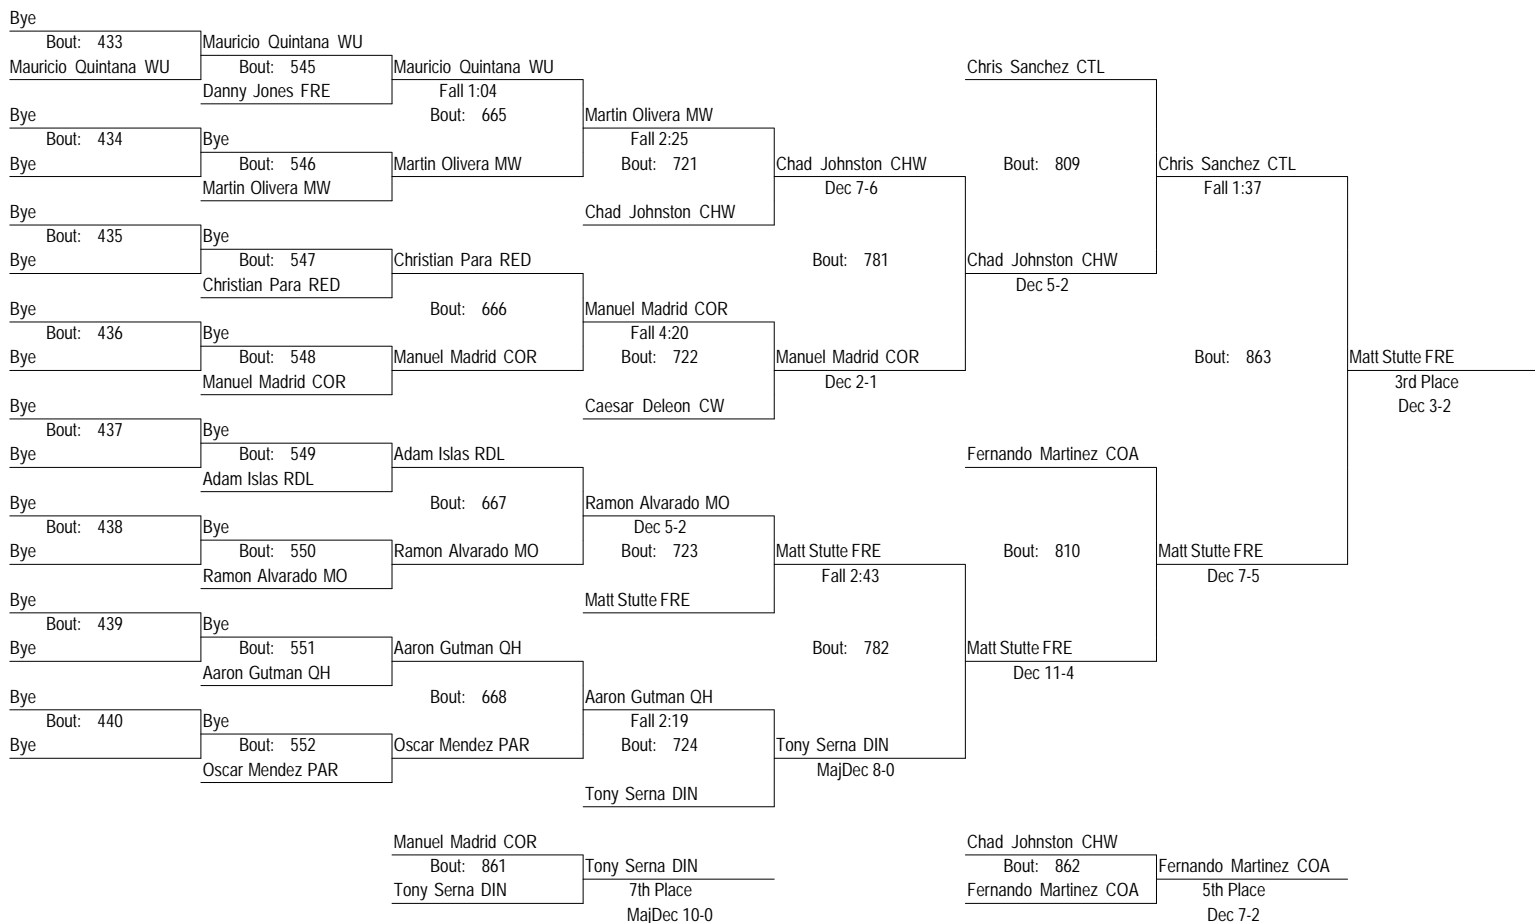 Bye
Bout: 433
Mauricio Quintana WU
Mauricio Quintana WU
Bout: 545
Danny Jones FRE
Mauricio Quintana WU
Fall 1:04
Bout: 665
Bye
Bout: 434
Bye
Bye
Bout: 546
Martin Olivera MW
Martin Olivera MW
Martin Olivera MW
Fall 2:25
Bout: 721
Chad Johnston CHW
Chad Johnston CHW
Dec 7-6
Bye
Bout: 435
Bye
Bye
Bout: 547
Christian Para RED
Christian Para RED
Bout: 666
Bye
Bout: 436
Bye
Bye
Bout: 548
Manuel Madrid COR
Manuel Madrid COR
Manuel Madrid COR
Fall 4:20
Bout: 722
Caesar Deleon CW
Manuel Madrid COR
Dec 2-1
Bout: 781
Chris Sanchez CTL
Bout: 809
Chad Johnston CHW
Dec 5-2
Chris Sanchez CTL
Fall 1:37
Bye
Bout: 437
Bye
Bye
Bout: 549
Adam Islas RDL
Adam Islas RDL
Bout: 667
Bye
Bout: 438
Bye
Bye
Bout: 550
Ramon Alvarado MO
Ramon Alvarado MO
Ramon Alvarado MO
Dec 5-2
Bout: 723
Matt Stutte FRE
Matt Stutte FRE
Fall 2:43
Bye
Bout: 439
Bye
Bye
Bout: 551
Aaron Gutman QH
Aaron Gutman QH
Bout: 668
Bye
Bout: 440
Bye
Bye
Bout: 552
Oscar Mendez PAR
Oscar Mendez PAR
Aaron Gutman QH
Fall 2:19
Bout: 724
Tony Serna DIN
Tony Serna DIN
MajDec 8-0
Bout: 782
Fernando Martinez COA
Bout: 810
Matt Stutte FRE
Dec 11-4
Matt Stutte FRE
Dec 7-5
Bout: 863
Matt Stutte FRE
3rd Place
Dec 3-2
Manuel Madrid COR
Bout: 861
Tony Serna DIN
Tony Serna DIN
7th Place
MajDec 10-0
Chad Johnston CHW
Bout: 862
Fernando Martinez COA
Fernando Martinez COA
5th Place
Dec 7-2